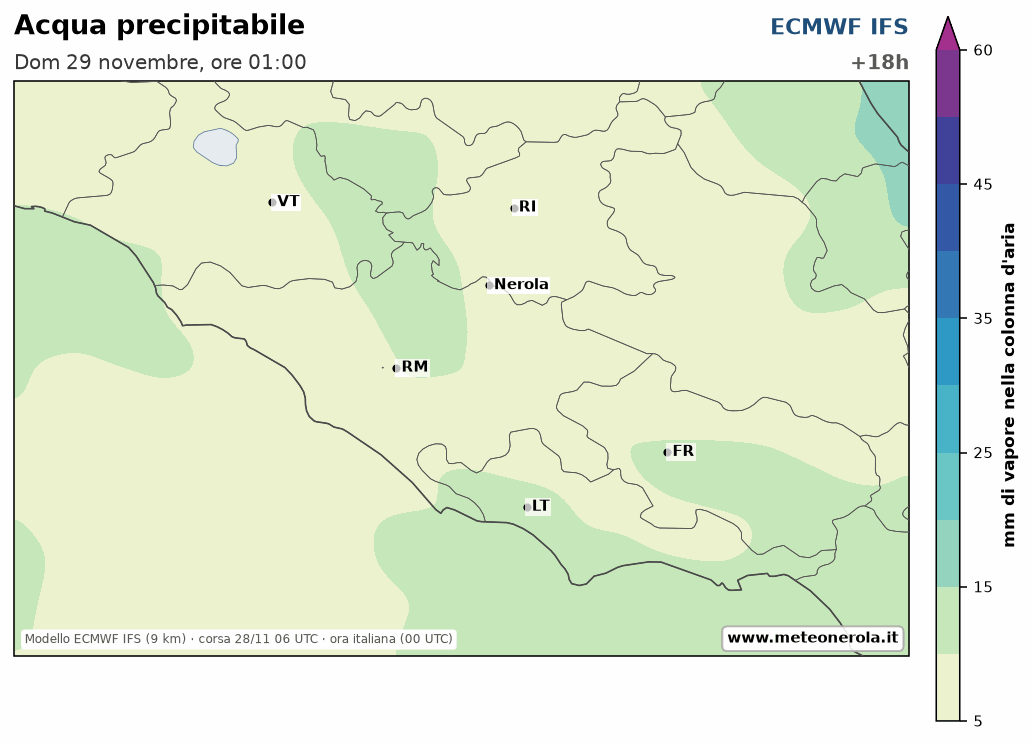 Acqua precipitabile
ECMWF IFS
Dom 29 novembre, ore 01:00
+18h
60
45
35
25
15
5
mm di vapore nella colonna d'aria
VT
RI
Nerola
RM
FR
LT
Modello ECMWF IFS (9 km) · corsa 28/11 06 UTC · ora italiana (00 UTC)
www.meteonerola.it